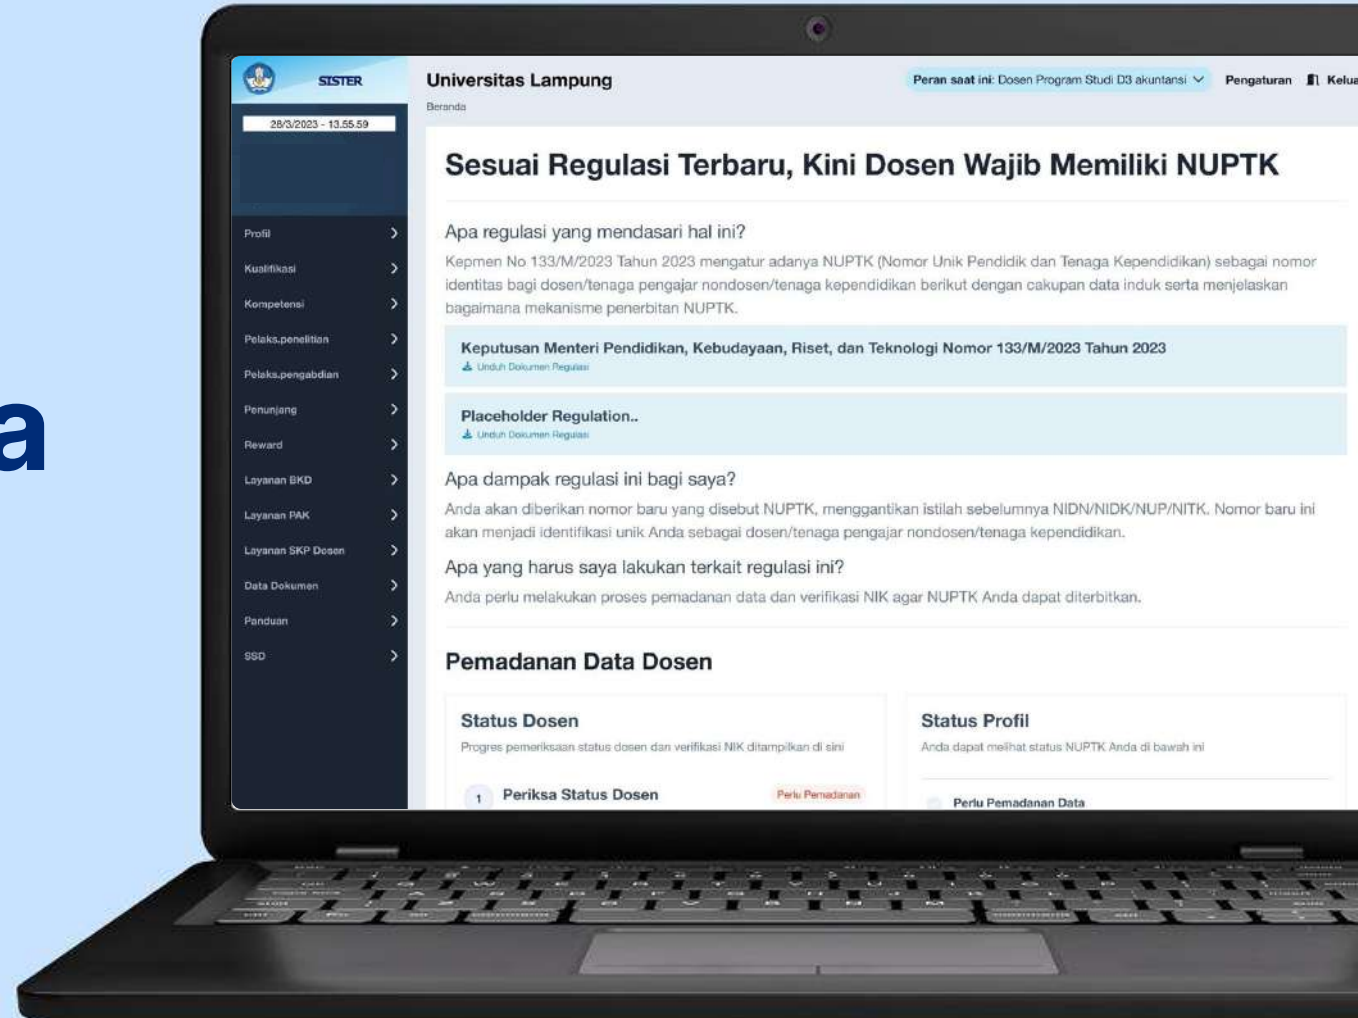 SISTER
Universitas Lampung
Peran saat ini: Dosen Program Studi D3 akuntansi
Pengaturan
Kelua
Beranda
28/3/2023 - 13.55.59
Profil
Kualifikasi
Kompetensi
Pelaks.penelitian
Pelaks.pengabdian
Penunjang
Reward
Layanan BKD
Layanan PAK
Layanan SKP Dosen
Data Dokumen
Panduan
SSD
a
Sesuai Regulasi Terbaru, Kini Dosen Wajib Memiliki NUPTK
Apa regulasi yang mendasari hal ini?
Kepmen No 133/M/2023 Tahun 2023 mengatur adanya NUPTK (Nomor Unik Pendidik dan Tenaga Kependidikan) sebagai nomor
identitas bagi dosen/tenaga pengajar nondosen/tenaga kependidikan berikut dengan cakupan data induk serta menjelaskan
bagaimana mekanisme penerbitan NUPTK.
Keputusan Menteri Pendidikan, Kebudayaan, Riset, dan Teknologi Nomor 133/M/2023 Tahun 2023
Unduh Dokumen Regulasi
Placeholder Regulation..
Unduh Dokumen Regulasi
Apa dampak regulasi ini bagi saya?
Anda akan diberikan nomor baru yang disebut NUPTK, menggantikan istilah sebelumnya NIDN/NIDK/NUP/NITK. Nomor baru ini
akan menjadi identifikasi unik Anda sebagai dosen/tenaga pengajar nondosen/tenaga kependidikan.
Apa yang harus saya lakukan terkait regulasi ini?
Anda perlu melakukan proses pemadanan data dan verifikasi NIK agar NUPTK Anda dapat diterbitkan.
Pemadanan Data Dosen
Status Dosen
Progres pemeriksaan status dosen dan verifikasi NIK ditampilkan di sini
1 Periksa Status Dosen
Perlu Pemadanan
Status Profil
Anda dapat melihat status NUPTK Anda di bawah ini
Perlu Pemadanan Data